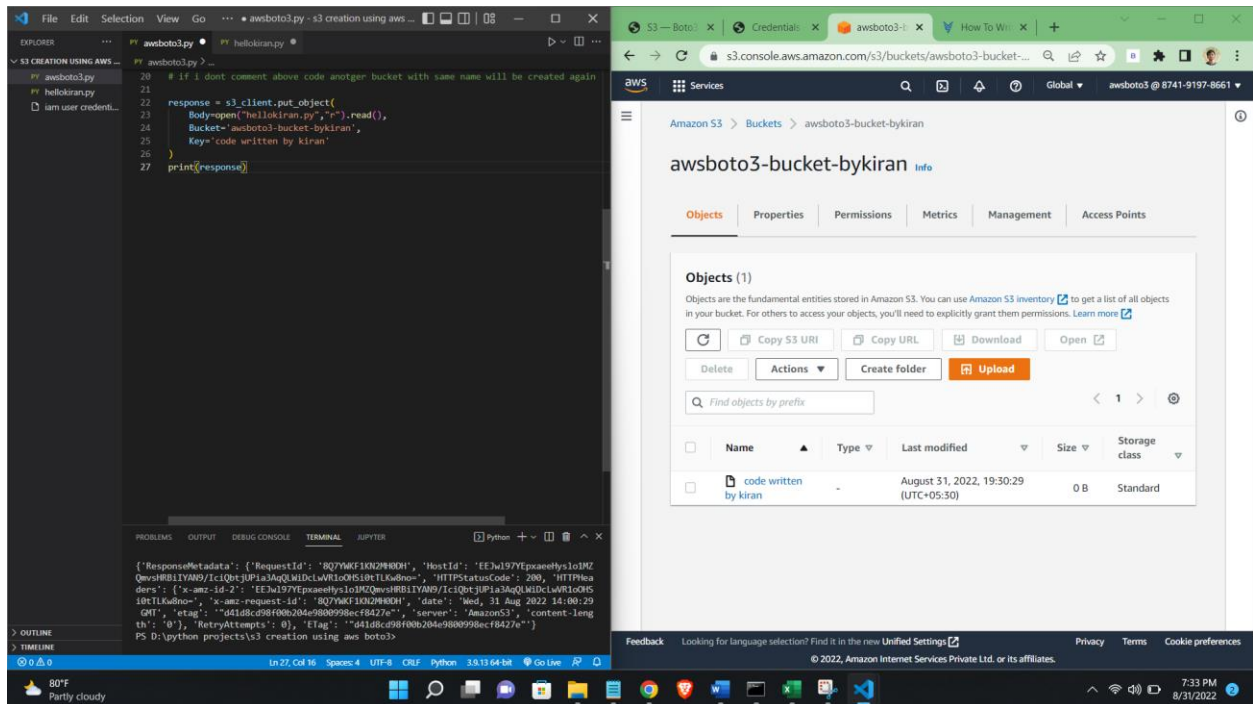 File Edit Selection View Go ··· ● awsboto3.py - s3 creation using aws ...
EXPLORER ···
S3 CREATION USING AWS ...
PY awsboto3.py
PY hellokiran.py
iam user credenti...
PY awsboto3.py ●
PY hellokiran.py ●
PY awsboto3.py > ...
20 # if i dont comment above code anotger bucket with same name will be created again
21
22 response = s3_client.put_object(
23 Body=open("hellokiran.py","r").read(),
24 Bucket='awsboto3-bucket-bykiran',
25 Key='code written by kiran'
26 )
27 print(response)
PROBLEMS OUTPUT DEBUG CONSOLE TERMINAL JUPYTER
Python
{'ResponseMetadata': {'RequestId': '8Q7YWKF1KN2MH0DH', 'HostId':
ders': {'x-amz-id-2':
'x-amz-request-id': '8Q7YWKF1KN2MH0DH', 'date': 'Wed, 31 Aug 2022 14:00:29
GMT', 'etag': '"d41d8cd98f00b204e9800998ecf8427e"', 'server': 'AmazonS3', 'content-leng
th': '0'}, 'RetryAttempts': 0}, 'ETag': '"d41d8cd98f00b204e9800998ecf8427e"'}
PS D:\python projects\s3 creation using aws boto3>
OUTLINE
TIMELINE
0 0
Ln 27, Col 16 Spaces: 4 UTF-8 CRLF Python 3.9.13 64-bit Go Live
S3 — Boto3
Credentials
awsboto3-b
How To Wri
s3.console.aws.amazon.com/s3/buckets/awsboto3-bucket-...
aws Services Global awsboto3 @ 8741-9197-8661
Amazon S3 > Buckets > awsboto3-bucket-bykiran
awsboto3-bucket-bykiran Info
Objects Properties Permissions Metrics Management Access Points
Objects (1)
Objects are the fundamental entities stored in Amazon S3. You can use Amazon S3 inventory to get a list of all objects
in your bucket. For others to access your objects, you'll need to explicitly grant them permissions. Learn more
Copy S3 URI Copy URL Download Open
Delete Actions Create folder Upload
Find objects by prefix
1
Name Type Last modified Size Storage class
code written by kiran - August 31, 2022, 19:30:29 (UTC+05:30) 0 B Standard
Feedback Looking for language selection? Find it in the new Unified Settings Privacy Terms Cookie preferences
© 2022, Amazon Internet Services Private Ltd. or its affiliates.
80°F
Partly cloudy
7:33 PM
8/31/2022
2